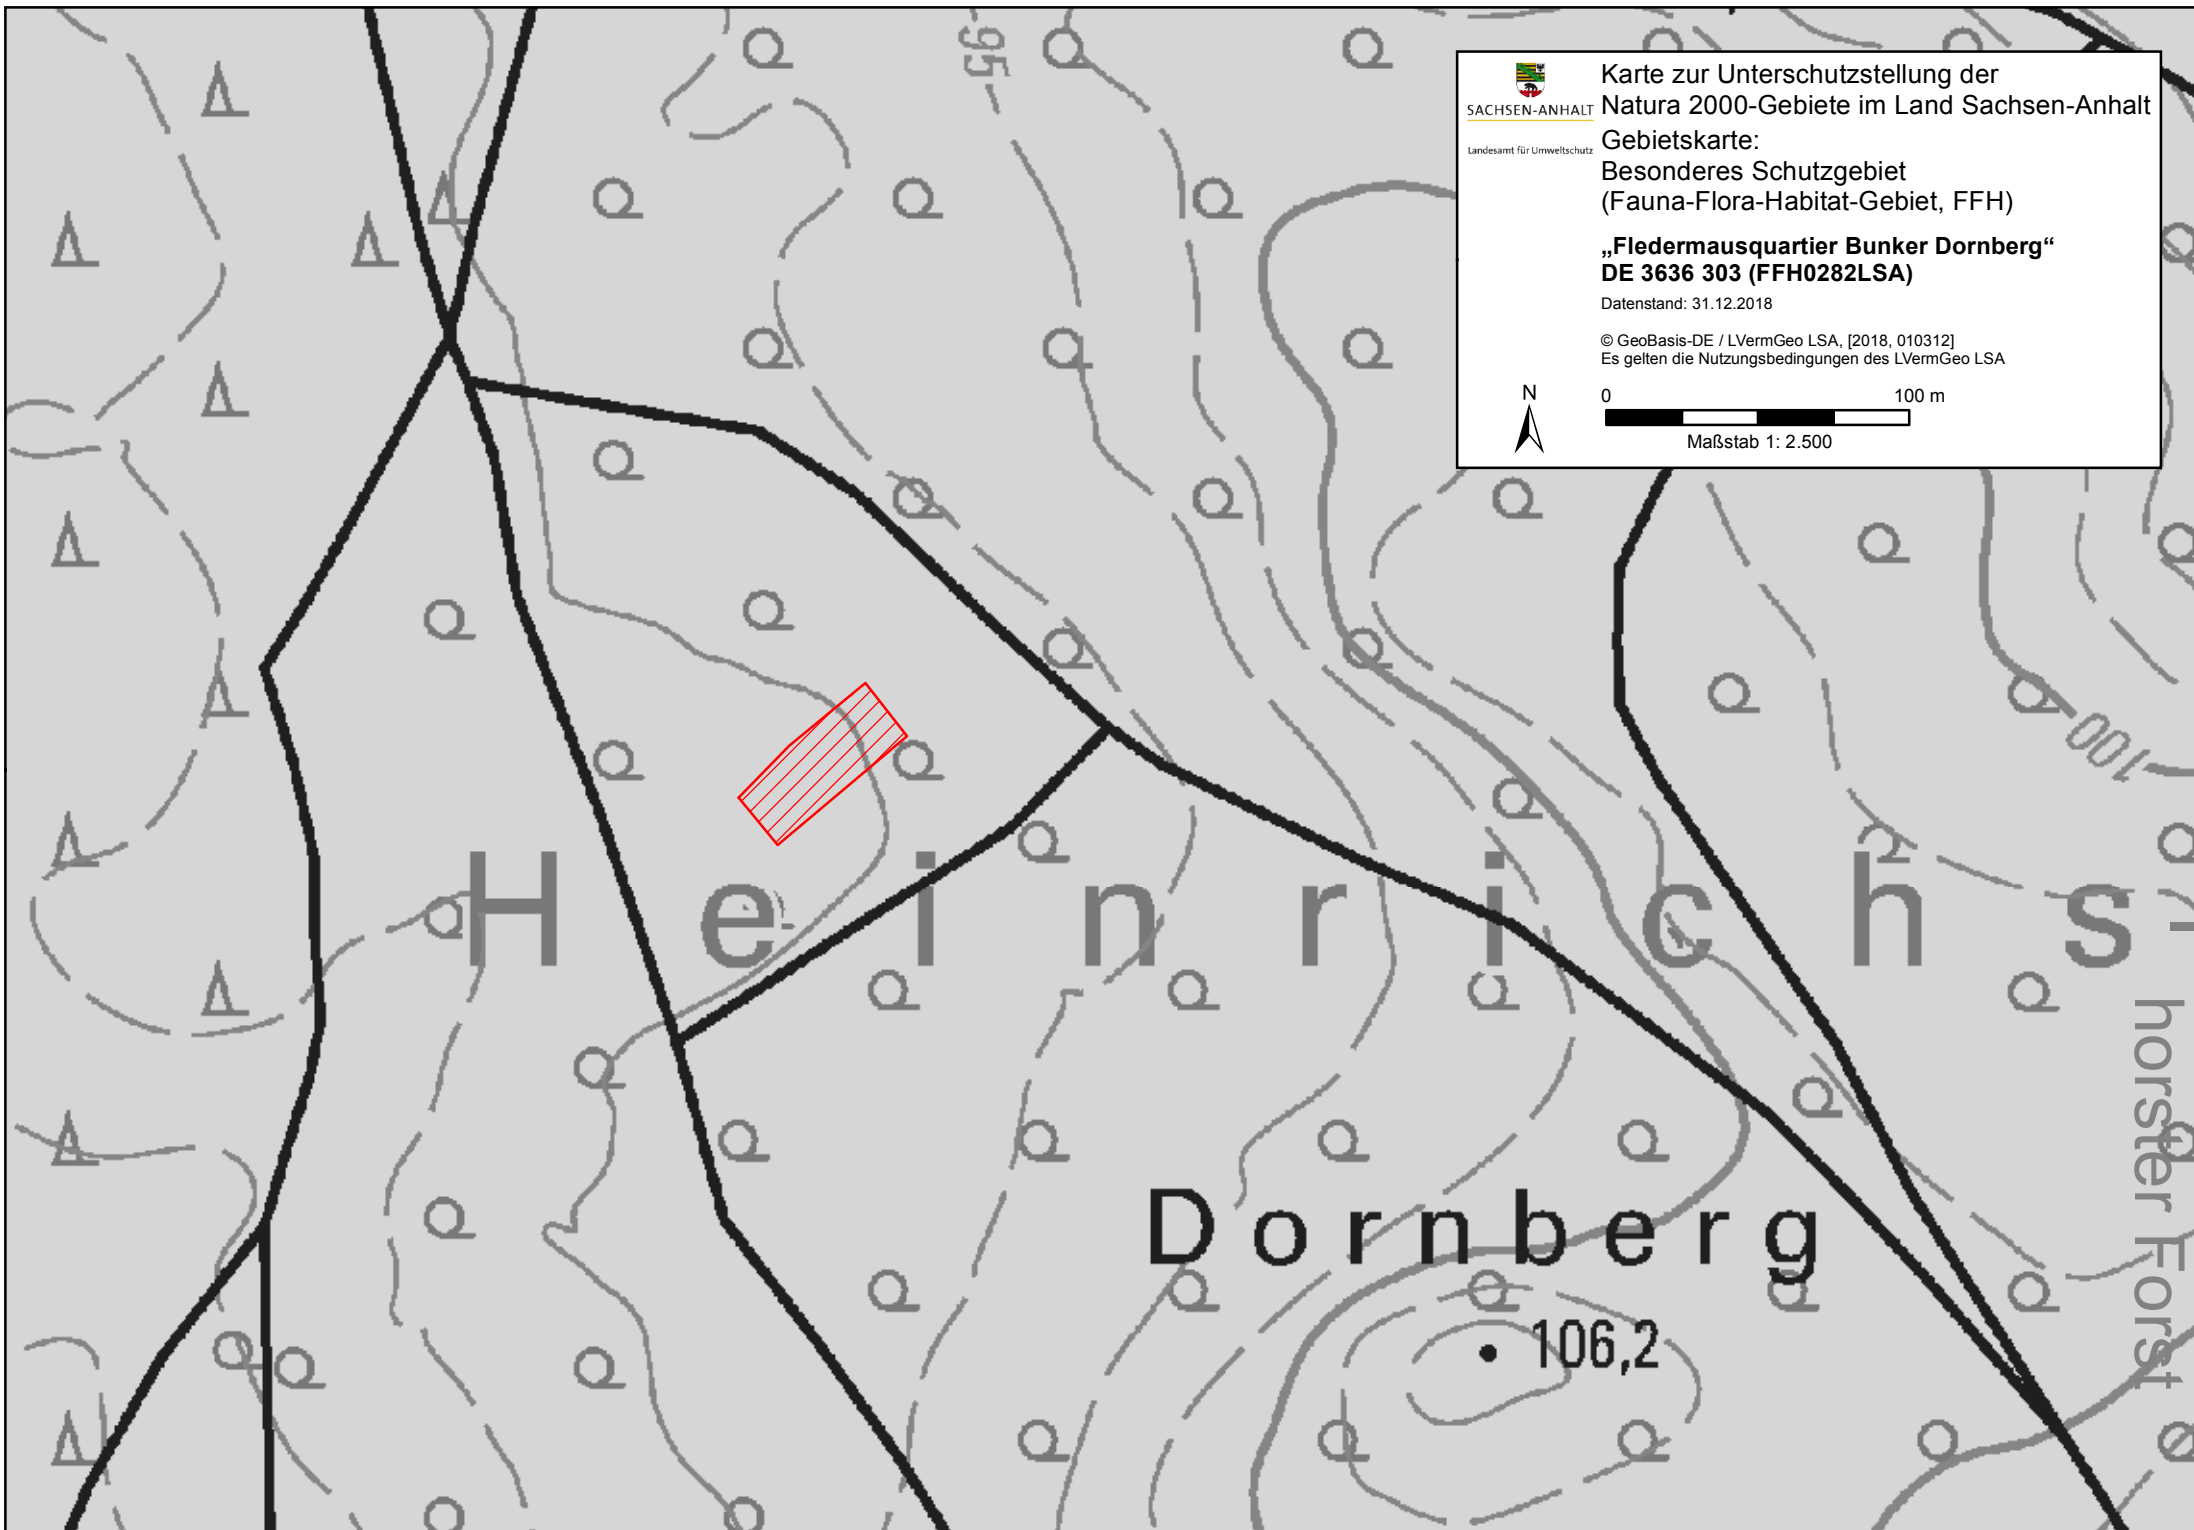 95
SACHSEN-ANHALT
Landesamt für Umweltschutz
Karte zur Unterschutzstellung der
Natura 2000-Gebiete im Land Sachsen-Anhalt
Gebietskarte:
Besonderes Schutzgebiet
(Fauna-Flora-Habitat-Gebiet, FFH)
„Fledermausquartier Bunker Dornberg“
DE 3636 303 (FFH0282LSA)
Datenstand: 31.12.2018
© GeoBasis-DE / LVermGeo LSA, [2018, 010312]
Es gelten die Nutzungsbedingungen des LVermGeo LSA
N
0 100 m
Maßstab 1: 2.500
100
Heinrichs-
horster Forst
Dornberg
106,2